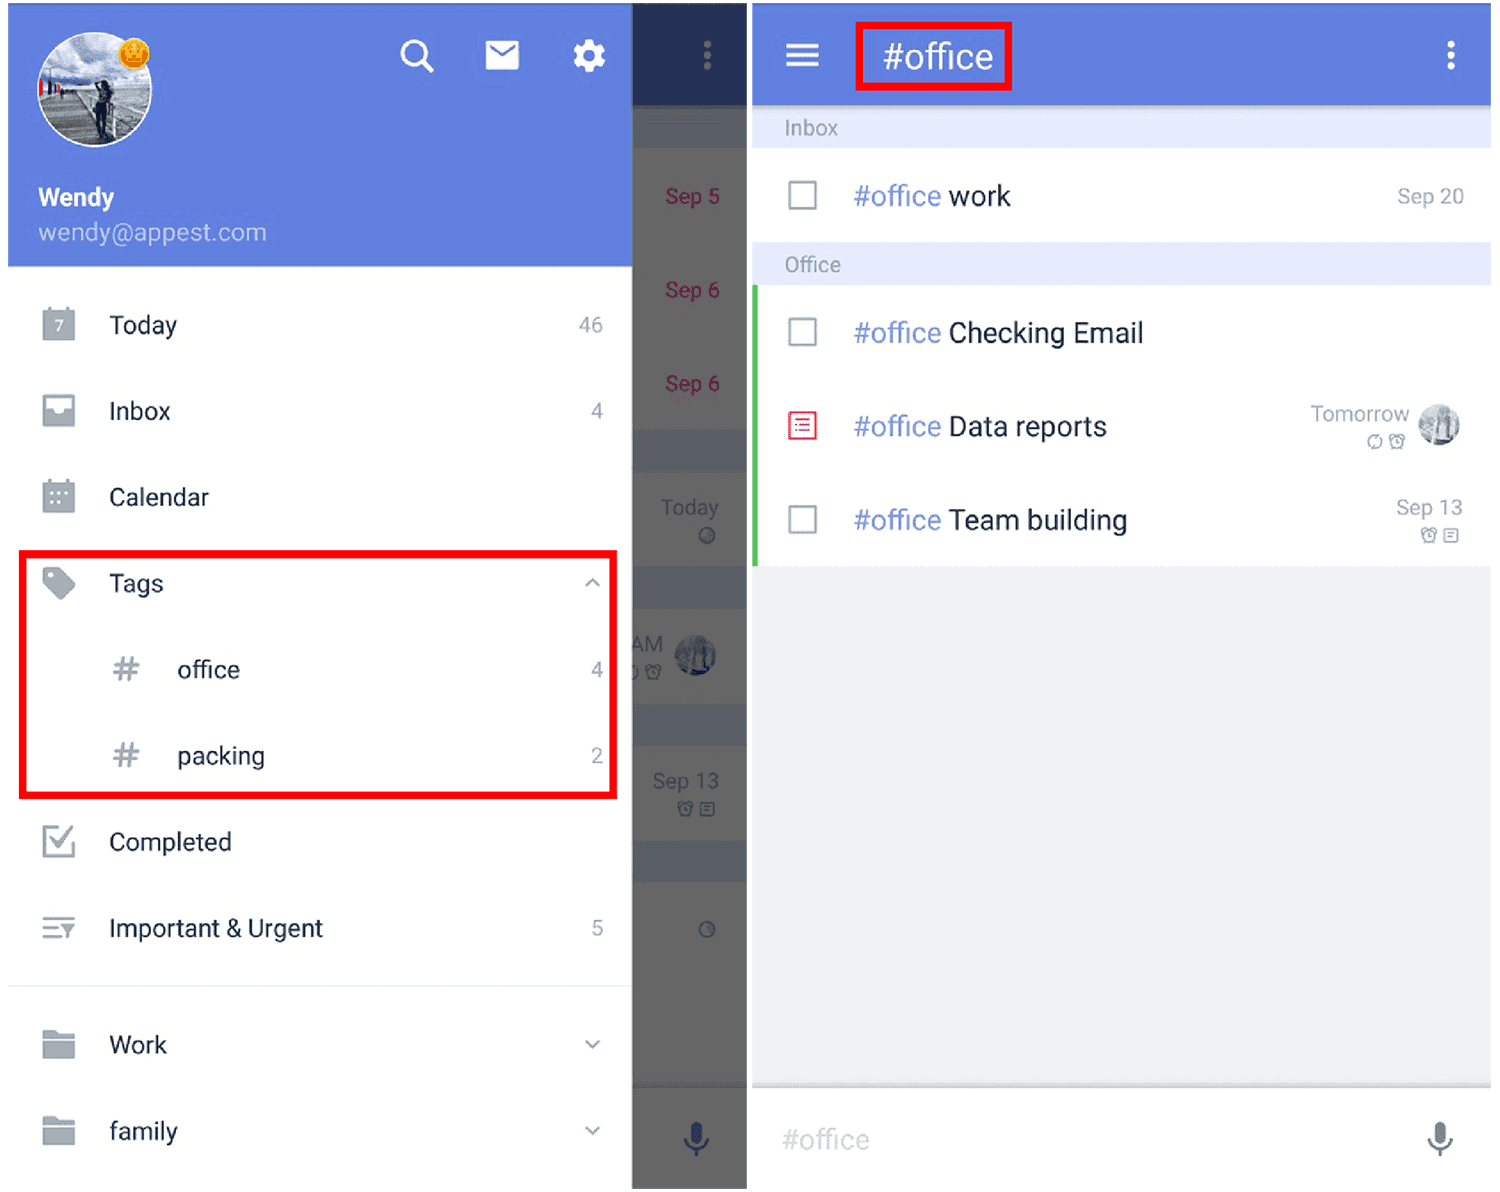 Wendy
wendy@appest.com
7
Today 46
Inbox 4
Calendar
Tags
# office 4
# packing 2
Completed
Important & Urgent 5
Work
family
Sep 5
Sep 6
Sep 6
Today
AM
Sep 13
#office
Inbox
#office work Sep 20
Office
#office Checking Email
#office Data reports Tomorrow
#office Team building Sep 13
#office